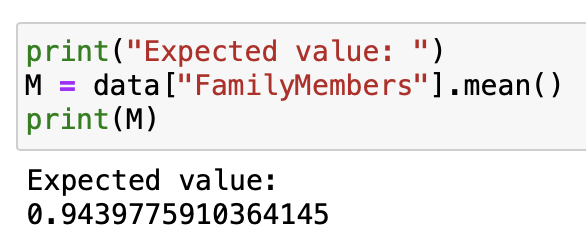 print("Expected value: ")
M = data["FamilyMembers"].mean()
print(M)
Expected value:
0.9439775910364145